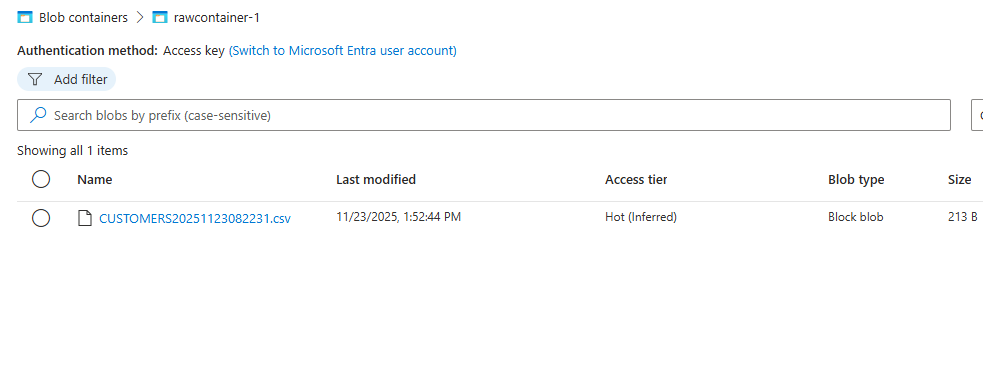 Blob containers > rawcontainer-1
Authentication method: Access key (Switch to Microsoft Entra user account)
Add filter
Search blobs by prefix (case-sensitive)
Showing all 1 items
Name Last modified Access tier Blob type Size
CUSTOMERS20251123082231.csv 11/23/2025, 1:52:44 PM Hot (Inferred) Block blob 213 B